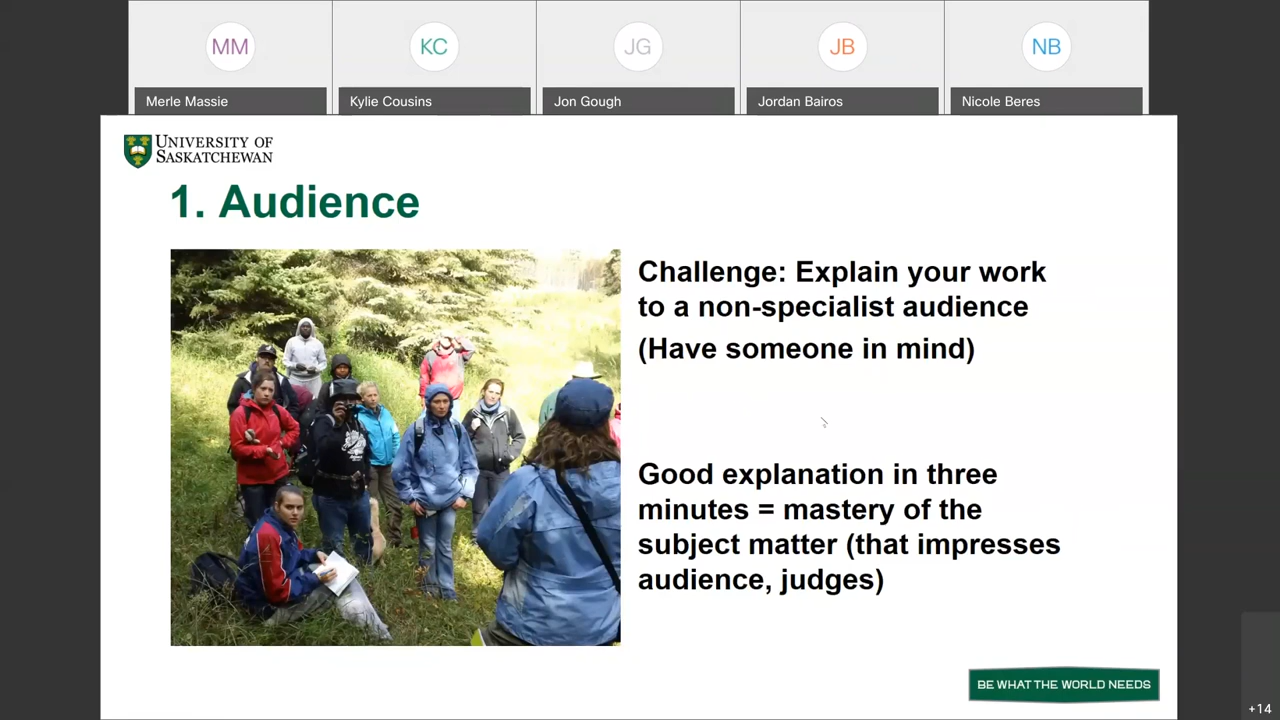 MM
KC
JG
JB
NB
Merle Massie
Kylie Cousins
Jon Gough
Jordan Bairos
Nicole Beres
UNIVERSITY OF
SASKATCHEWAN
1. Audience
Challenge: Explain your work
to a non-specialist audience
(Have someone in mind)
Good explanation in three
minutes = mastery of the
subject matter (that impresses
audience, judges)
BE WHAT THE WORLD NEEDS
+14